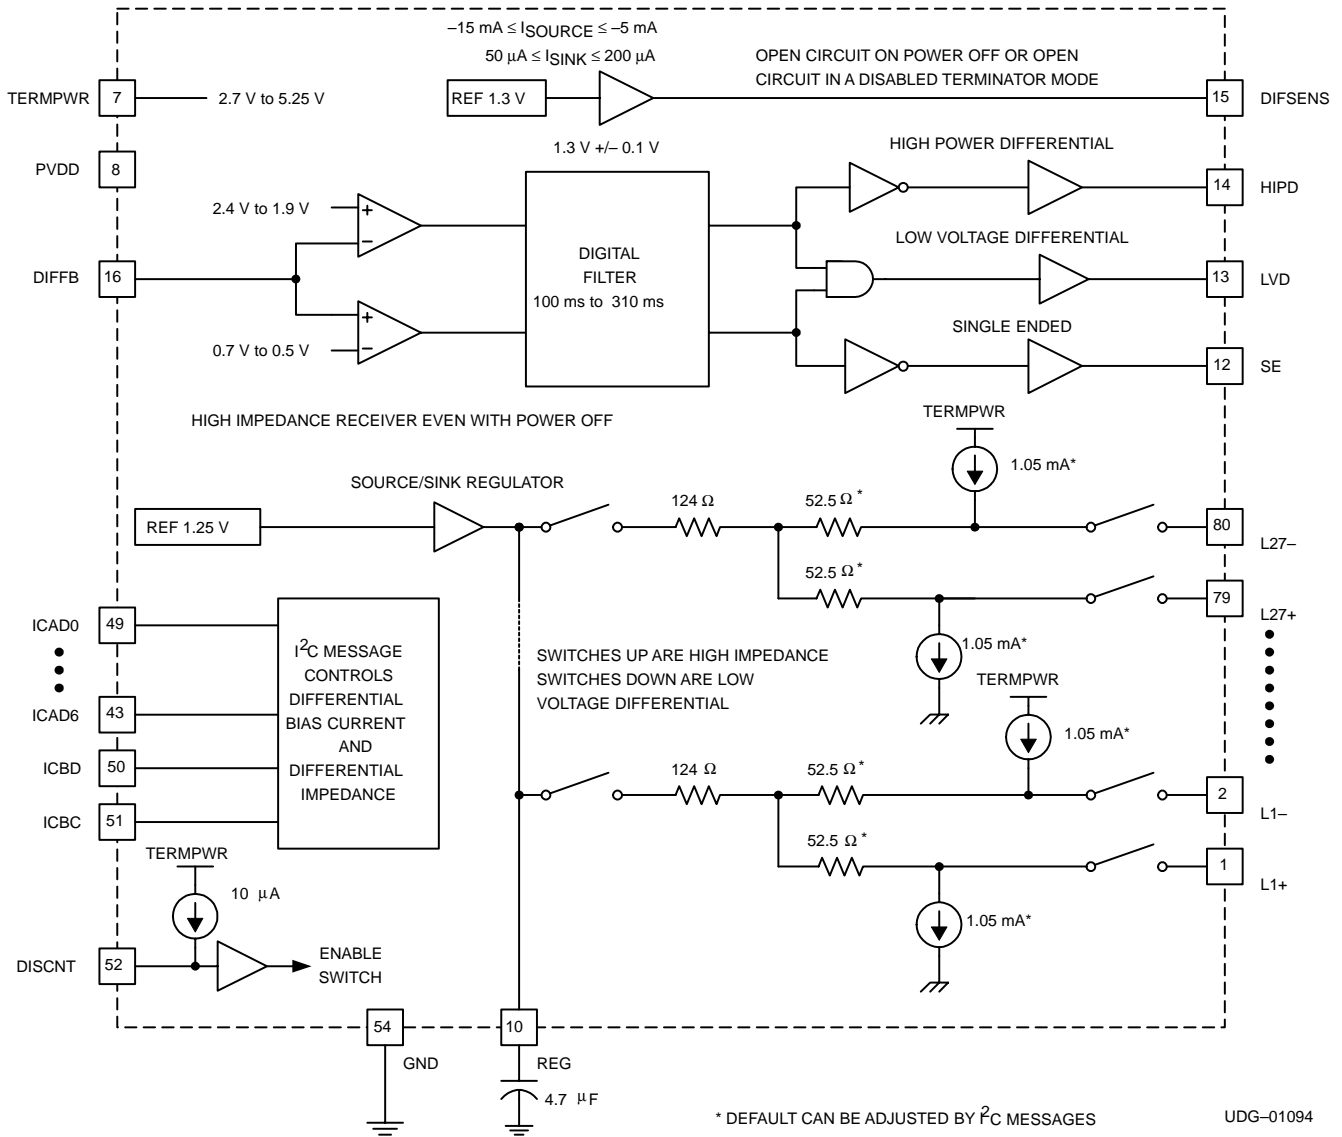 –15 mA ≤ ISOURCE ≤ –5 mA
50 µA ≤ ISINK ≤ 200 µA
OPEN CIRCUIT ON POWER OFF OR OPEN
CIRCUIT IN A DISABLED TERMINATOR MODE
TERMPWR
7
2.7 V to 5.25 V
REF 1.3 V
15
DIFSENS
1.3 V +/– 0.1 V
HIGH POWER DIFFERENTIAL
PVDD
8
14
HIPD
2.4 V to 1.9 V
+
–
LOW VOLTAGE DIFFERENTIAL
DIGITAL
FILTER
100 ms to 310 ms
DIFFB
16
13
LVD
+
–
0.7 V to 0.5 V
SINGLE ENDED
12
SE
HIGH IMPEDANCE RECEIVER EVEN WITH POWER OFF
TERMPWR
1.05 mA*
SOURCE/SINK REGULATOR
124 Ω
52.5 Ω *
REF 1.25 V
80
L27–
52.5 Ω *
79
L27+
ICAD0
49
1.05 mA*
I2C MESSAGE
CONTROLS
DIFFERENTIAL
BIAS CURRENT
AND
DIFFERENTIAL
IMPEDANCE
SWITCHES UP ARE HIGH IMPEDANCE
SWITCHES DOWN ARE LOW
VOLTAGE DIFFERENTIAL
TERMPWR
ICAD6
43
1.05 mA*
ICBD
50
124 Ω
52.5 Ω *
2
L1–
ICBC
51
52.5 Ω *
1
L1+
TERMPWR
10 µA
1.05 mA*
DISCNT
52
ENABLE
SWITCH
54
GND
10
REG
4.7 µF
* DEFAULT CAN BE ADJUSTED BY I2C MESSAGES
UDG–01094